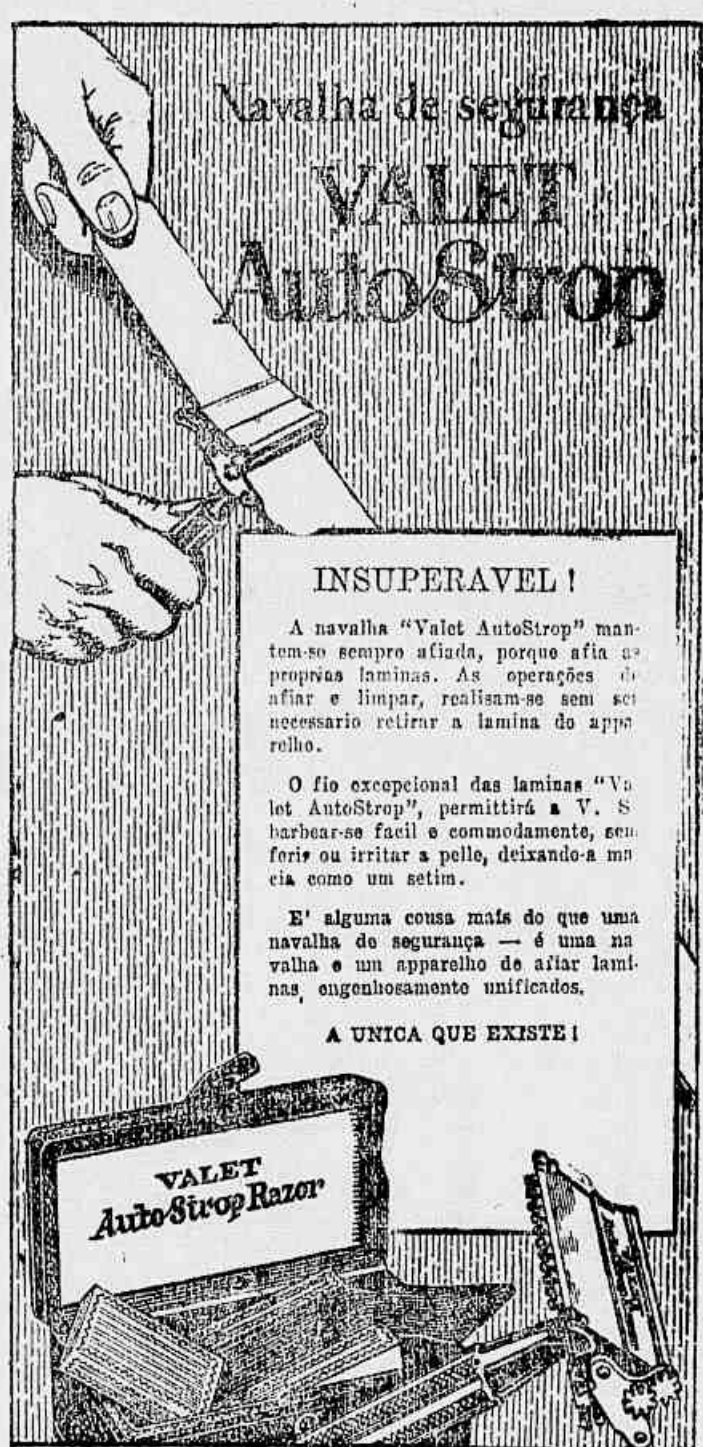 Navalha de segurança
VALET
AutoStrop
INSUPERAVEL!
A navalha “Valet AutoStrop” man-
tem-se sempre afiada, porque afia as
proprias laminas. As operações de
afiar e limpar, realisam-se sem ser
necessario retirar a lamina do appa
relho.
O fio excepcional das laminas “Va
let AutoStrop”, permittirá a V. S
barbear-se facil e commodamente, sem
ferir ou irritar a pelle, deixando-a ma
cia como um setim.
E' alguma cousa mais do que uma
navalha de segurança — é uma na
valha e um apparelho de afiar lami-
nas, engenhosamente unificados.
A UNICA QUE EXISTE!
VALET
AutoStrop Razor